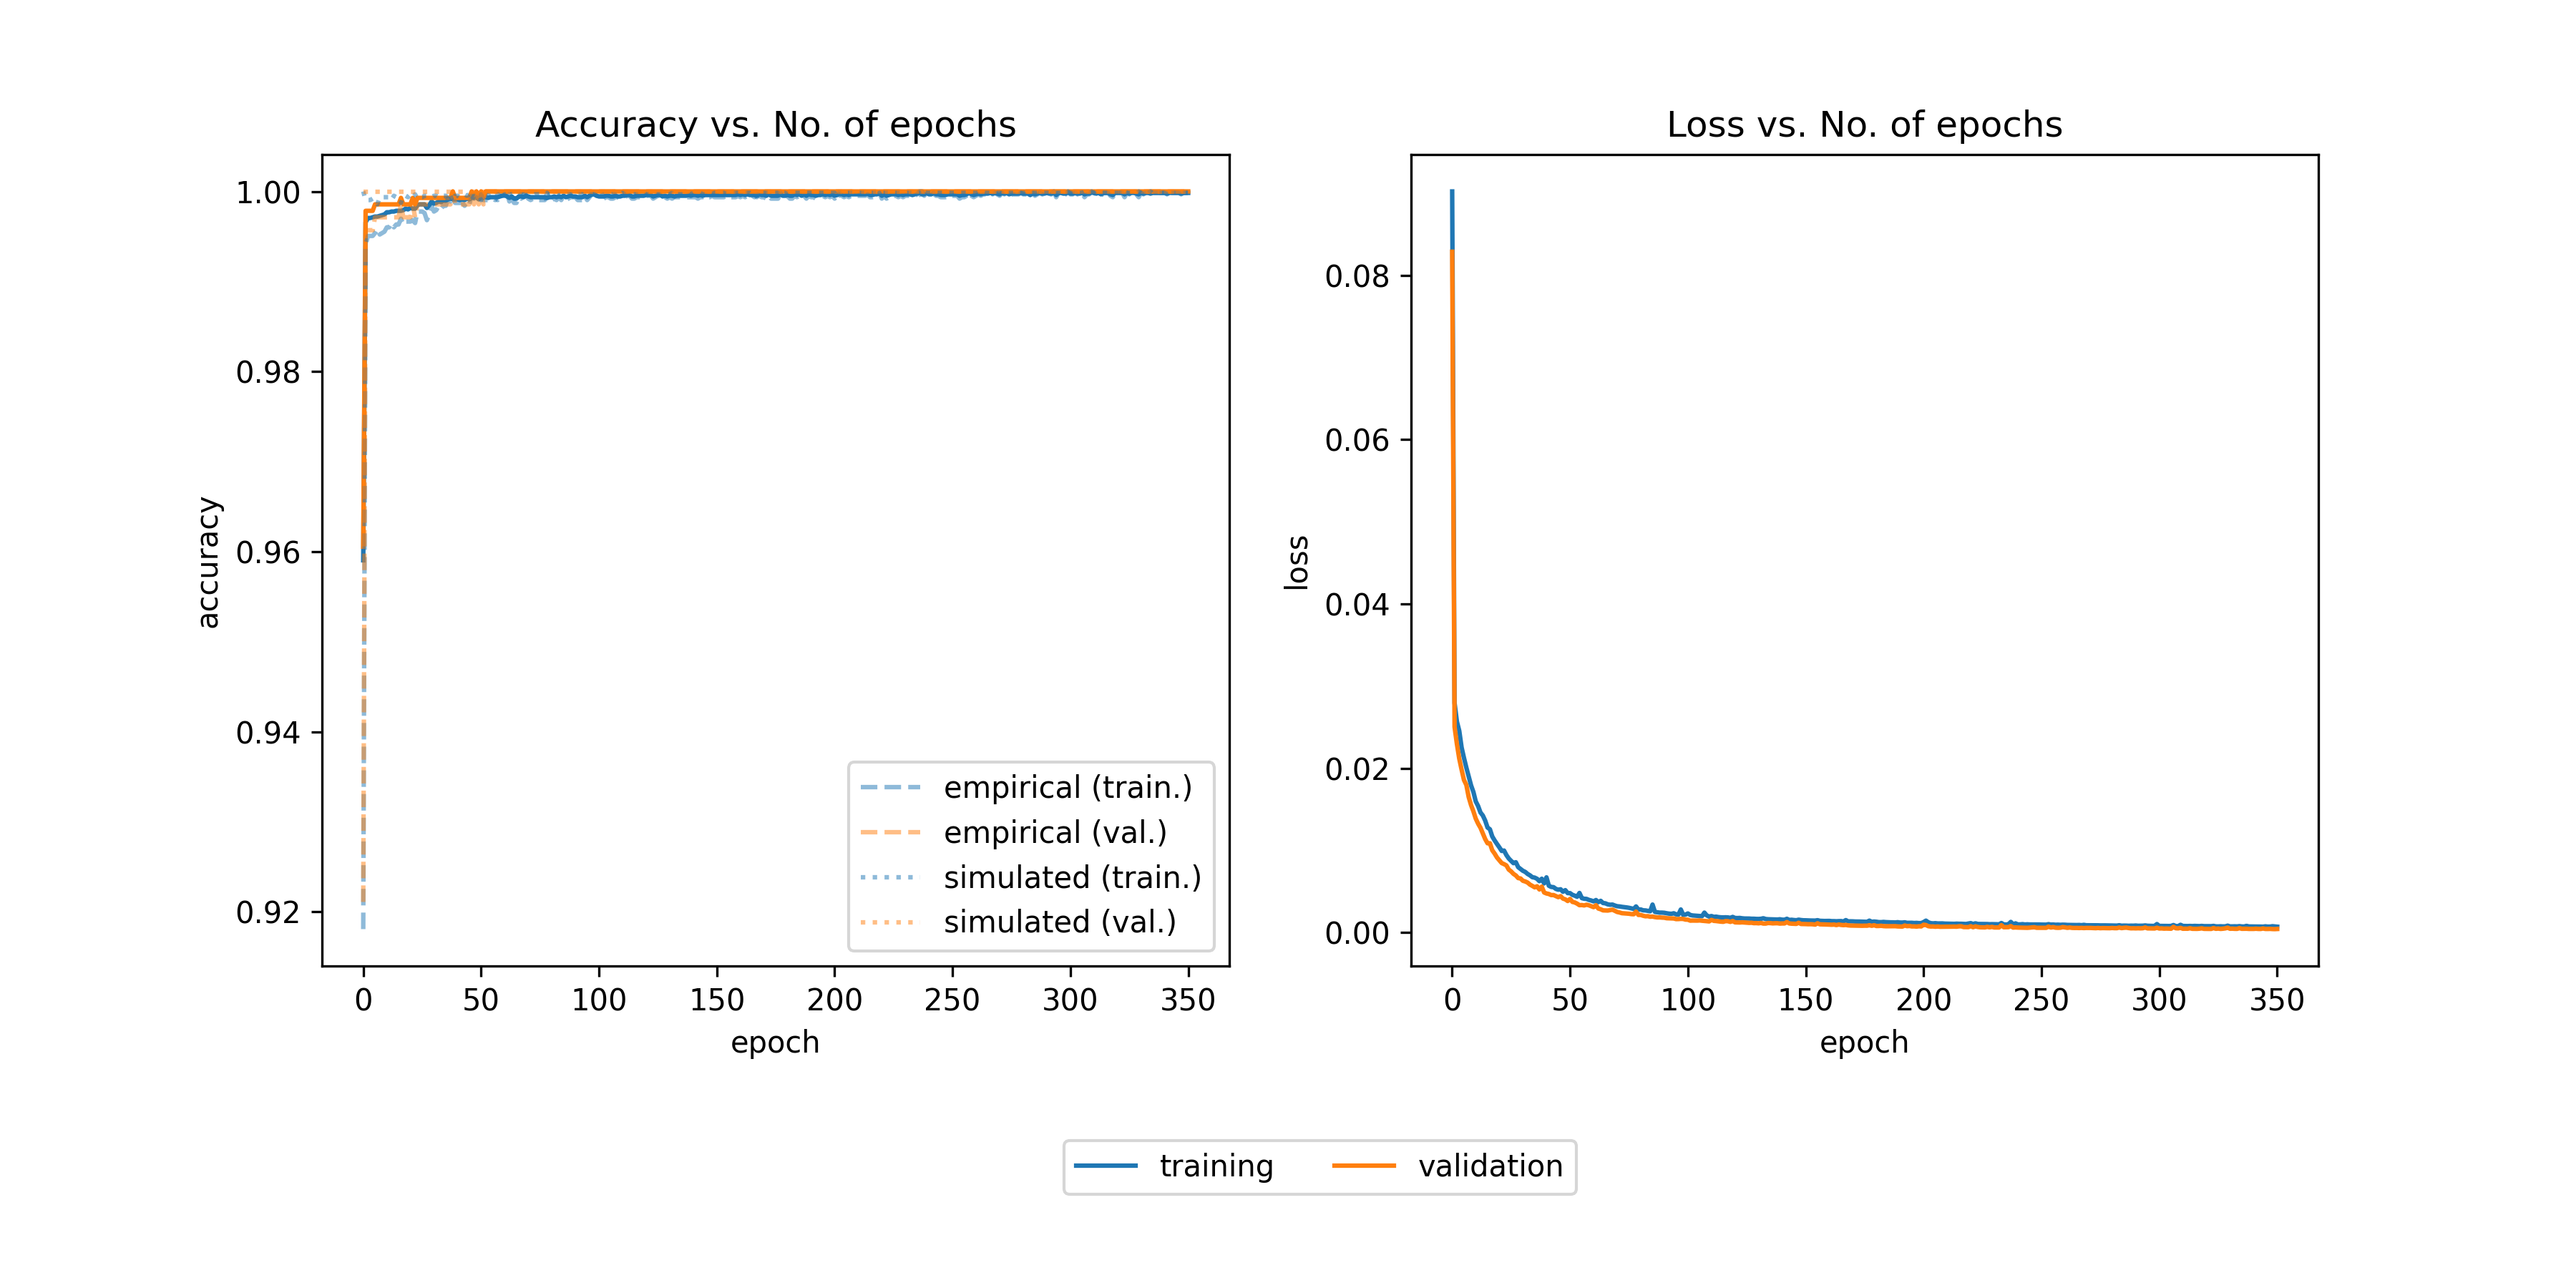 Accuracy vs. No. of epochs
1.00
0.98
0.96
0.94
0.92
accuracy
0 50 100 150 200 250 300 350
epoch
empirical (train.)
empirical (val.)
simulated (train.)
simulated (val.)
Loss vs. No. of epochs
0.08
0.06
0.04
0.02
0.00
loss
0 50 100 150 200 250 300 350
epoch
training validation